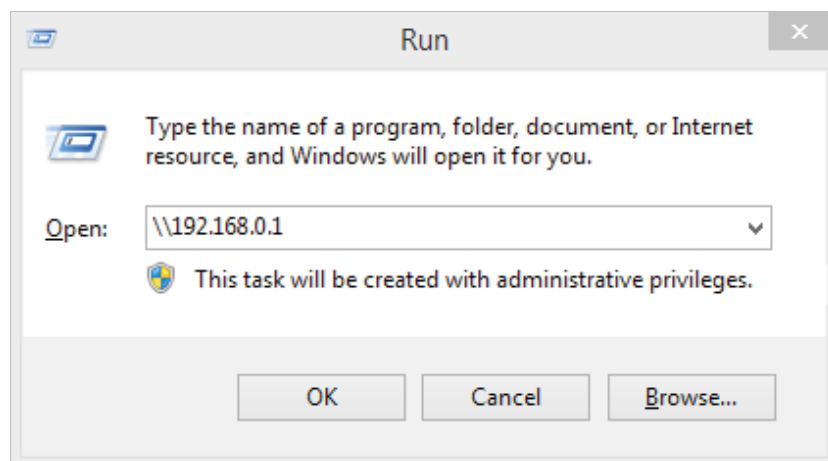 Run
Type the name of a program, folder, document, or Internet
resource, and Windows will open it for you.
Open: \\192.168.0.1
This task will be created with administrative privileges.
OK Cancel Browse...